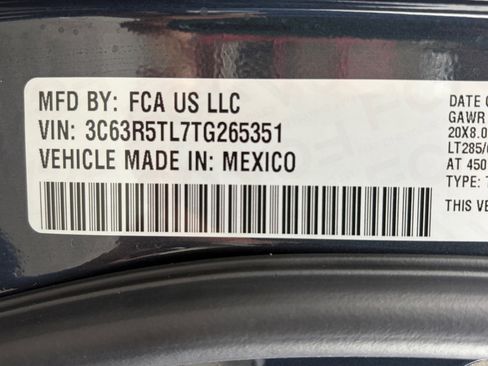 MFD BY: FCA US LLC
VIN: 3C63R5TL7TG265351
VEHICLE MADE IN: MEXICO
DATE O
GAWR
20X8.0
LT285/
AT 450
TYPE:
THIS VE